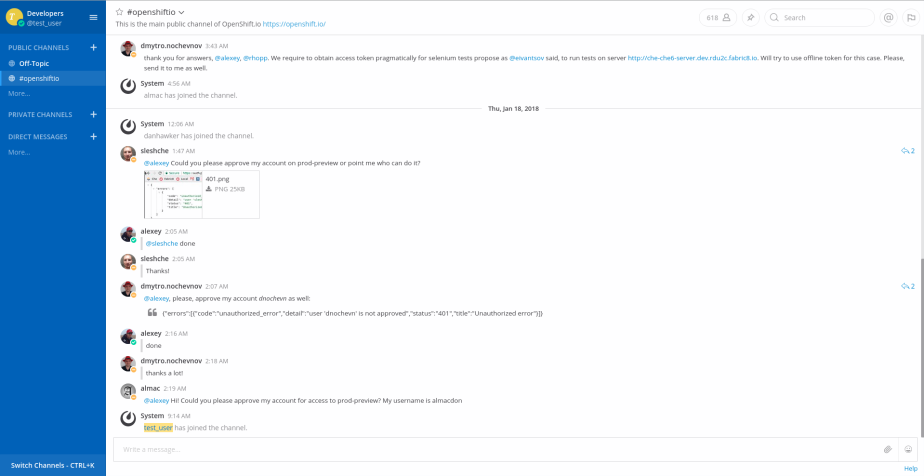 Developers
@test_user
PUBLIC CHANNELS
Off-Topic
#openshiftio
More...
PRIVATE CHANNELS
DIRECT MESSAGES
More...
Switch Channels - CTRL+K
#openshiftio
This is the main public channel of OpenShift.io https://openshift.io/
618
Search
dmytro.nochevnov 3:43 AM
thank you for answers, @alexey, @rhopp. We require to obtain access token pragmatically for selenium tests propose as @eivantsov said, to run tests on server http://che-che6-server.dev.rdu2c.fabric8.io. Will try to use offline token for this case. Please,
send it to me as well.
System 4:56 AM
almac has joined the channel.
Thu, Jan 18, 2018
System 12:06 AM
danhawker has joined the channel.
sleshche 1:47 AM
2
@alexey Could you please approve my account on prod-preview or point me who can do it?
401.png
PNG 25KB
alexey 2:05 AM
@sleshche done
sleshche 2:05 AM
Thanks!
dmytro.nochevnov 2:07 AM
2
@alexey, please, approve my account dnochevn as well:
{"errors":[{"code":"unauthorized_error","detail":"user 'dnochevn' is not approved","status":"401","title":"Unauthorized error"}]}
alexey 2:16 AM
done
dmytro.nochevnov 2:18 AM
thanks a lot!
almac 2:19 AM
@alexey Hi! Could you please approve my account for access to prod-preview? My username is almacdon
System 9:14 AM
test_user has joined the channel.
Write a message...
Help